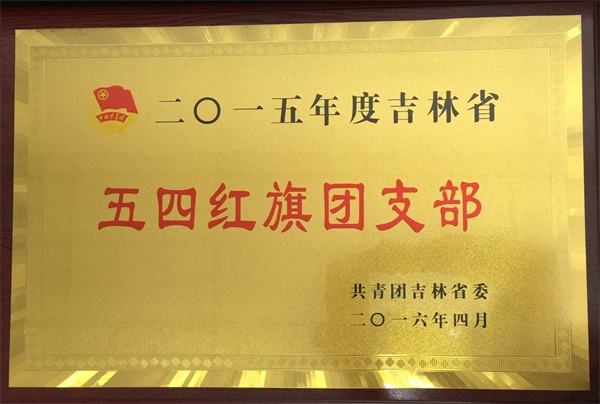 二〇一五年度吉林省
五四红旗团支部
共青团吉林省委
二〇一六年四月